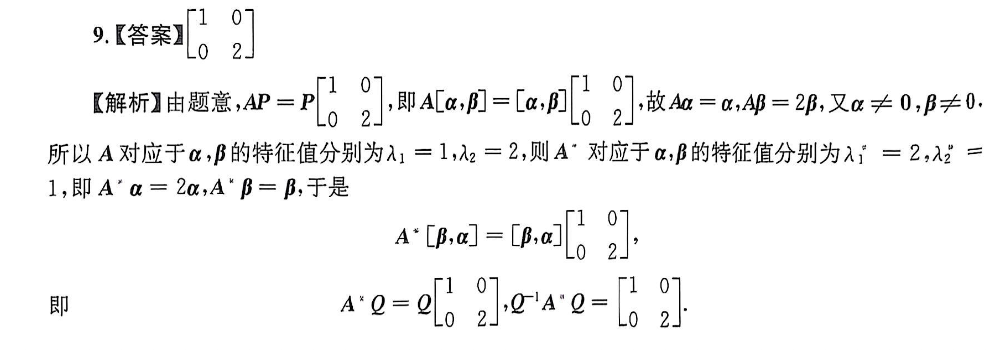 9.【答案】[1 0
0 2]
【解析】由题意,AP=P[1 0
0 2],即A[α,β]=[α,β][1 0
0 2],故Aα=α,Aβ=2β,又α≠0,β≠0.
所以A对应于α,β的特征值分别为λ₁=1,λ₂=2,则A*对应于α,β的特征值分别为λ₁*=2,λ₂*=
1,即A*α=2α,A*β=β,于是
A*[β,α]=[β,α][1 0
0 2],
即 A*Q=Q[1 0
0 2],Q⁻¹A*Q=[1 0
0 2].